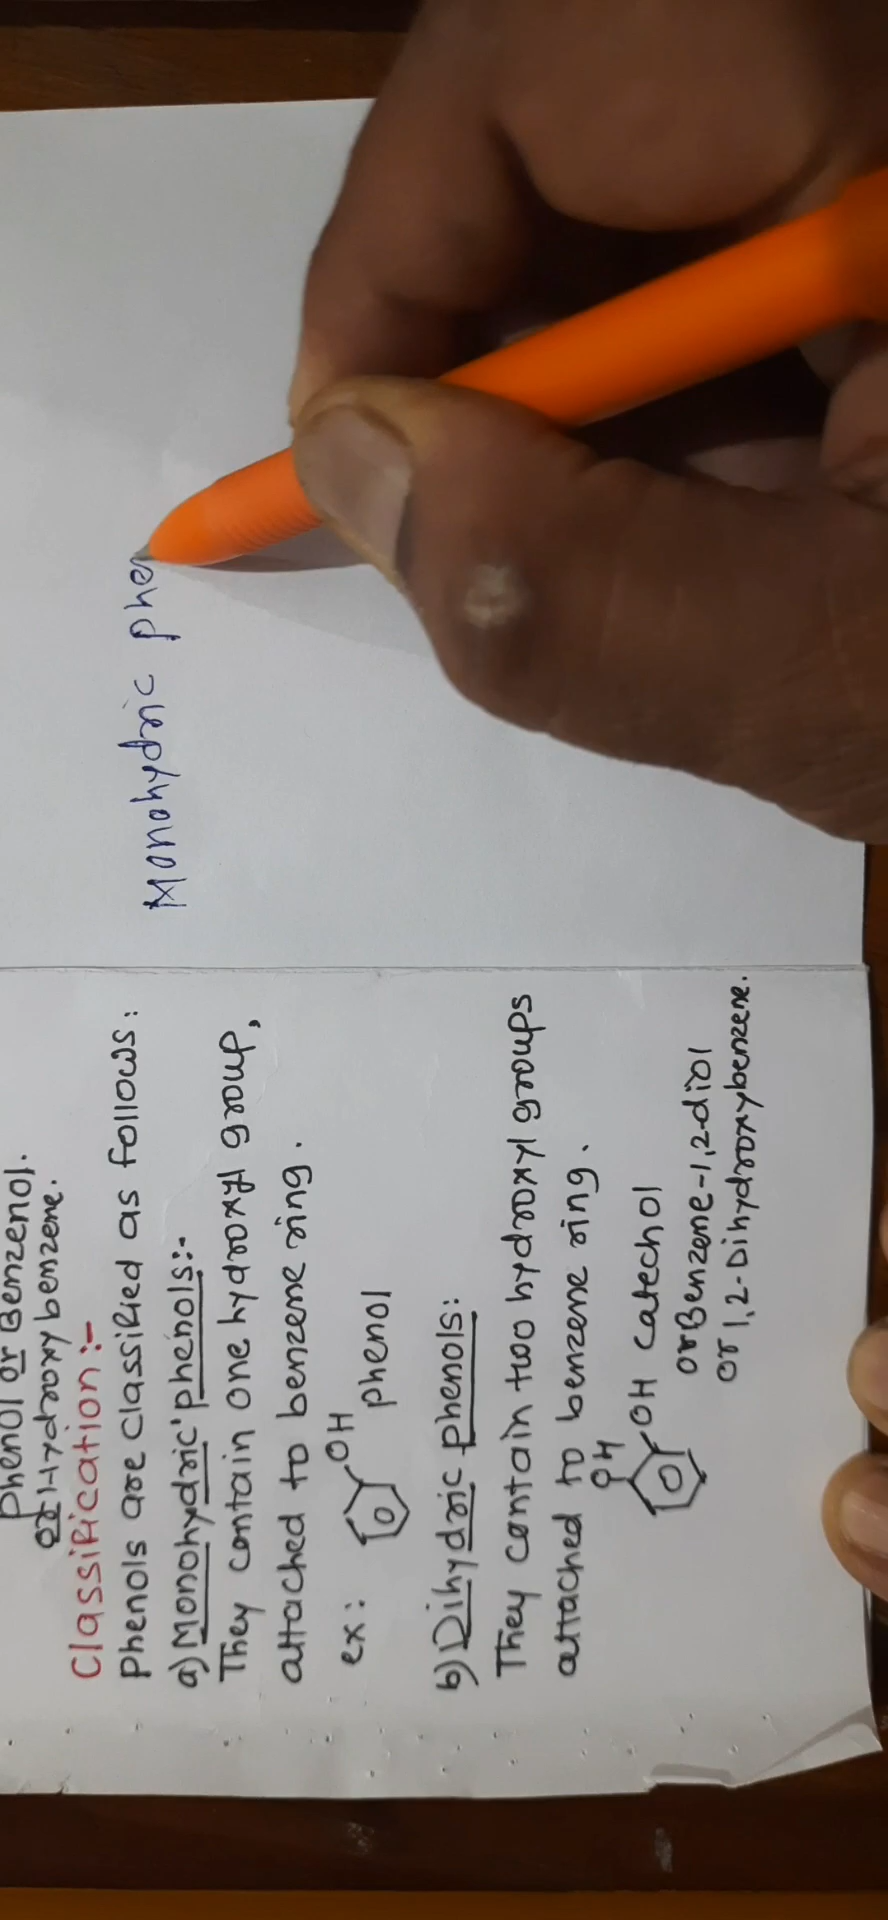 Phenol or Benzenol.
or 1-Hydroxy benzene.
Classification :-
Phenols are classified as follows:
a) Monohydric phenols:-
They contain one hydroxyl group,
attached to benzene ring.
ex: OH
phenol
b) Dihydric phenols:
They contain two hydroxyl groups
attached to benzene ring.
OH
OH catechol
or Benzene-1,2-diol
or 1,2-Dihydroxybenzene.
Monohydric phe